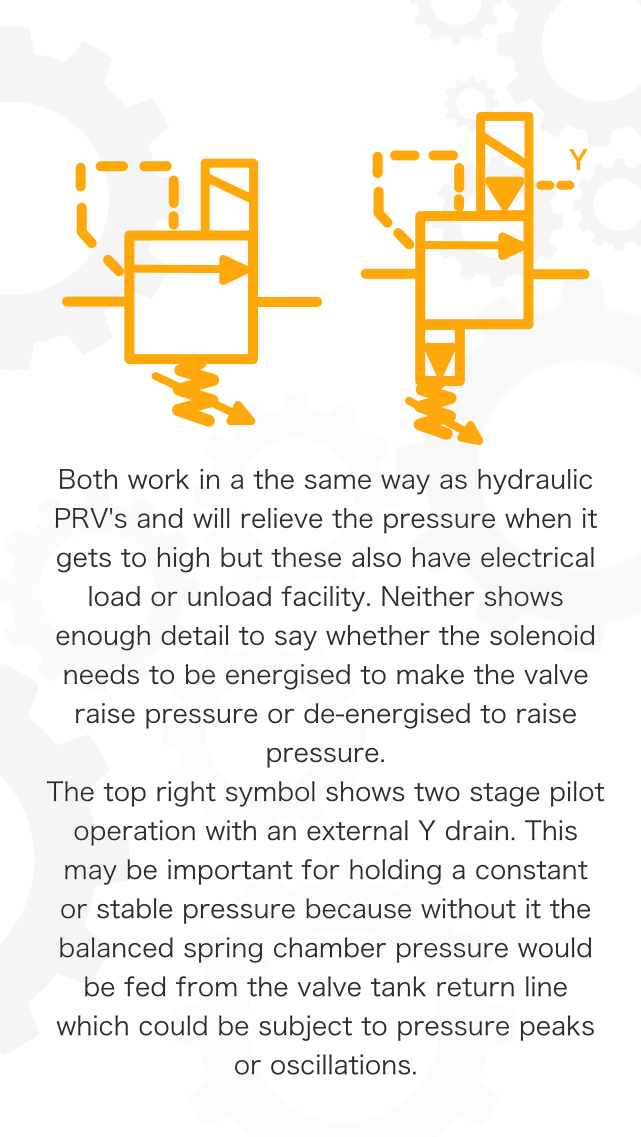 Y
Both work in a the same way as hydraulic
PRV's and will relieve the pressure when it
gets to high but these also have electrical
load or unload facility. Neither shows
enough detail to say whether the solenoid
needs to be energised to make the valve
raise pressure or de-energised to raise
pressure.
The top right symbol shows two stage pilot
operation with an external Y drain. This
may be important for holding a constant
or stable pressure because without it the
balanced spring chamber pressure would
be fed from the valve tank return line
which could be subject to pressure peaks
or oscillations.